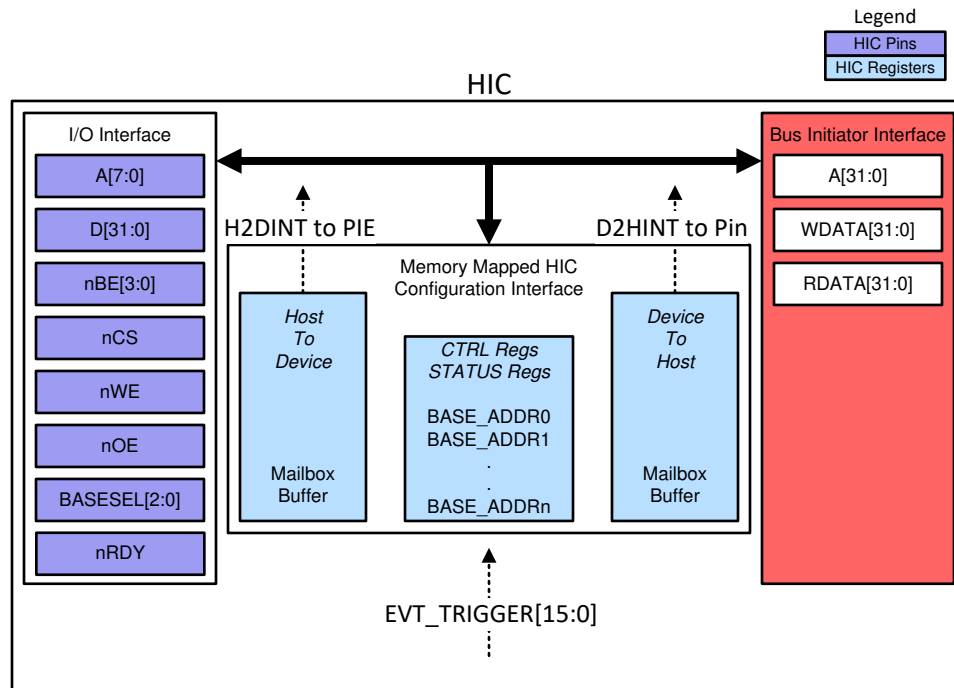 Legend
HIC Pins
HIC Registers
HIC
I/O Interface
A[7:0]
D[31:0]
nBE[3:0]
nCS
nWE
nOE
BASESEL[2:0]
nRDY
H2DINT to PIE
D2HINT to Pin
Memory Mapped HIC
Configuration Interface
Host
To
Device
Mailbox
Buffer
CTRL Regs
STATUS Regs
BASE_ADDR0
BASE_ADDR1
.
.
BASE_ADDRn
Device
To
Host
Mailbox
Buffer
EVT_TRIGGER[15:0]
Bus Initiator Interface
A[31:0]
WDATA[31:0]
RDATA[31:0]